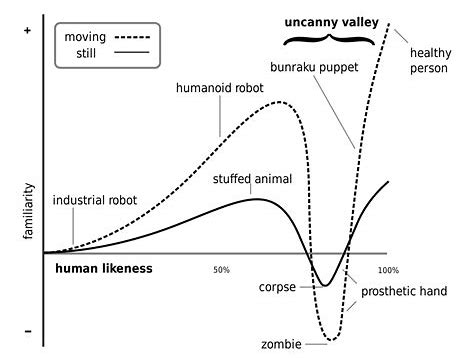 uncanny valley
+
moving
still
healthy
person
bunraku puppet
humanoid robot
stuffed animal
industrial robot
familiarity
human likeness
50%
100%
corpse
prosthetic hand
−
zombie